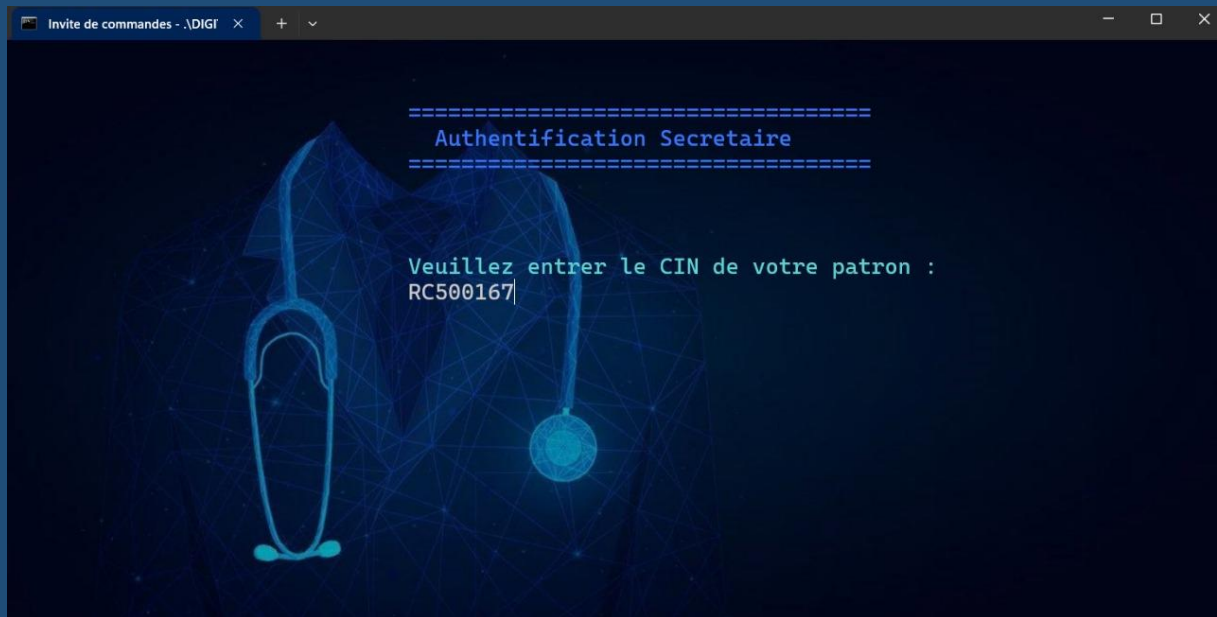 Invite de commandes - .\DIGI
===================================
Authentification Secretaire
===================================
Veuillez entrer le CIN de votre patron :
RC500167